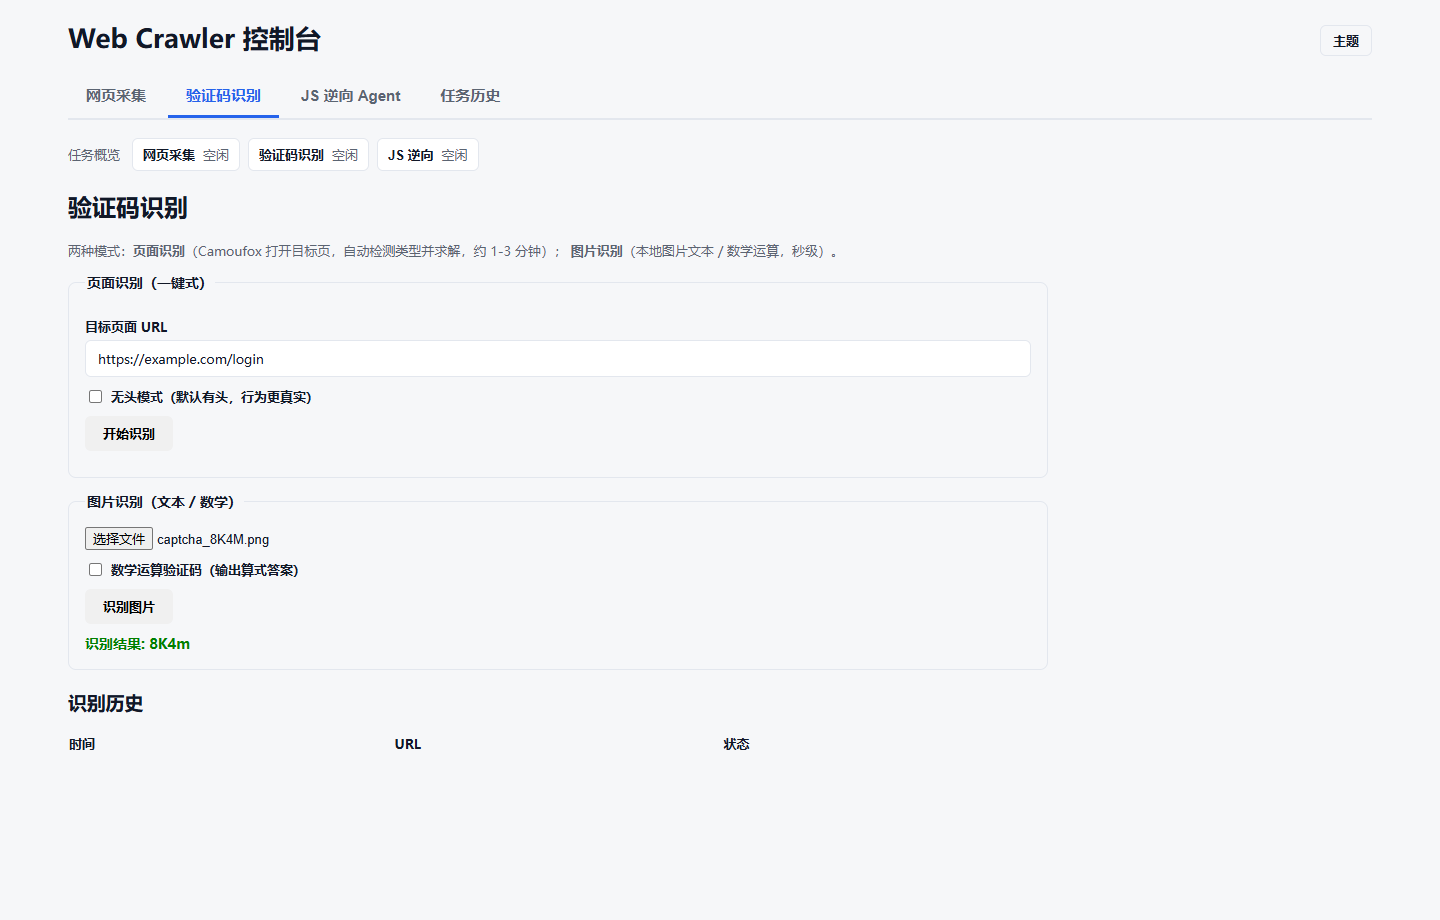 Web Crawler 控制台
主题
网页采集
验证码识别
JS 逆向 Agent
任务历史
任务概览 网页采集 空闲 验证码识别 空闲 JS 逆向 空闲
验证码识别
两种模式：页面识别（Camoufox 打开目标页，自动检测类型并求解，约 1-3 分钟）； 图片识别（本地图片文本 / 数学运算，秒级）。
页面识别（一键式）
目标页面 URL
https://example.com/login
无头模式（默认有头，行为更真实）
开始识别
图片识别（文本 / 数学）
选择文件 captcha_8K4M.png
数学运算验证码（输出算式答案）
识别图片
识别结果: 8K4m
识别历史
时间 URL 状态